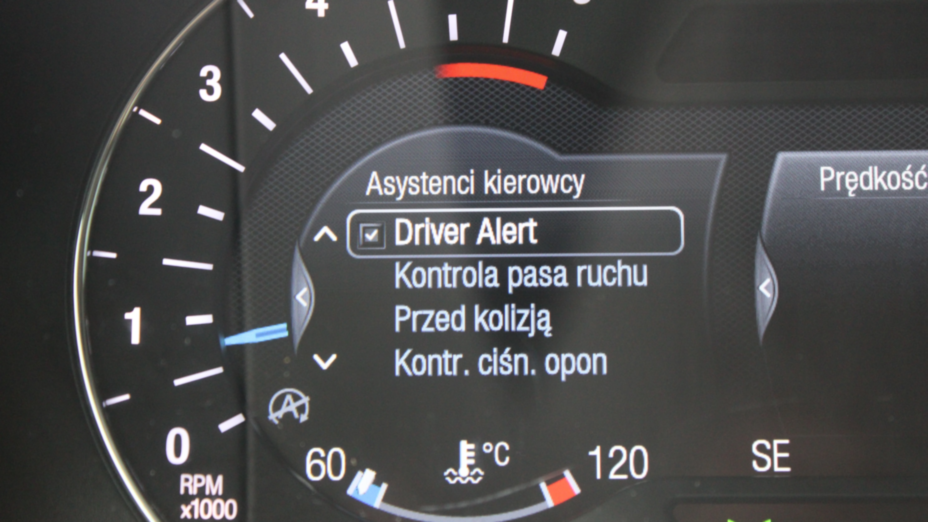 4
3
2
1
0
RPM
x1000
Asystenci kierowcy
Driver Alert
Kontrola pasa ruchu
Przed kolizją
Kontr. ciśn. opon
A
60
°C
120
Prędkość
SE